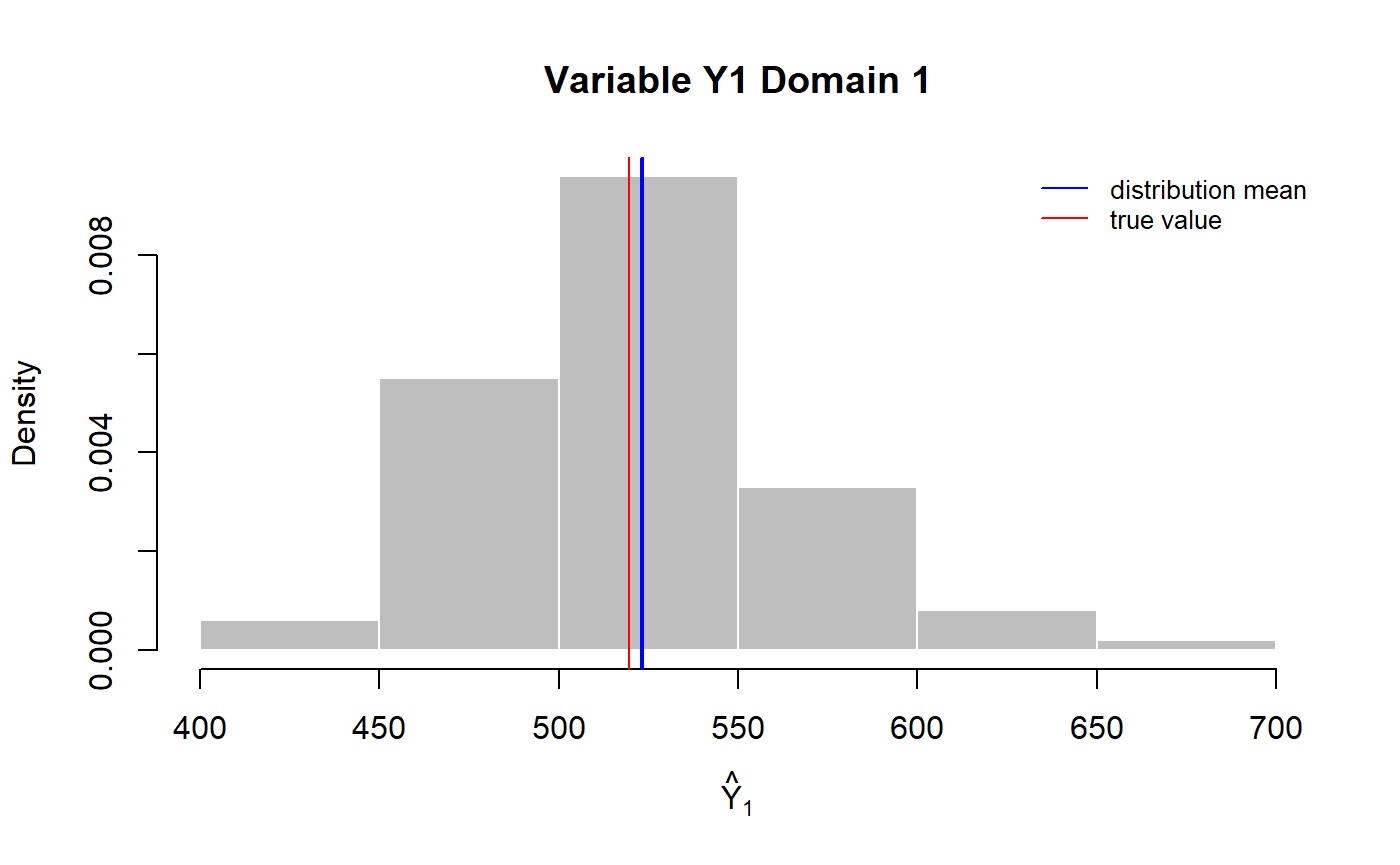 Variable Y1 Domain 1
distribution mean
true value
Density
0.008
0.004
0.000
400 450 500 550 600 650 700
Ŷ₁